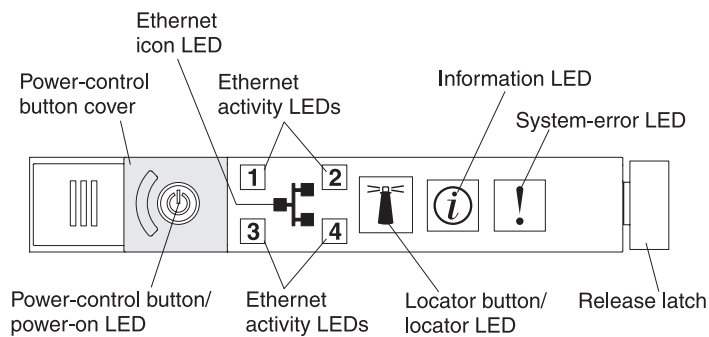 Ethernet
icon LED
Power-control
button cover
Ethernet
activity LEDs
Information LED
System-error LED
1
2
3
4
i
!
Power-control button/
power-on LED
Ethernet
activity LEDs
Locator button/
locator LED
Release latch